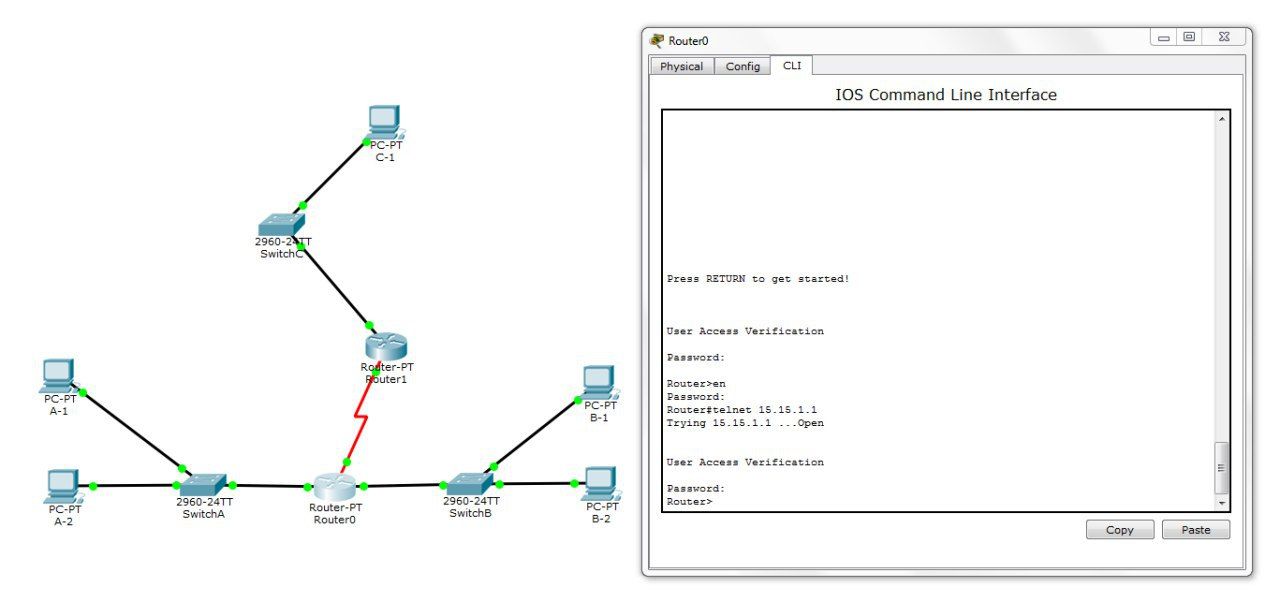 PC-PT
C-1
2960-24TT
SwitchC
Router-PT
Router1
PC-PT
A-1
PC-PT
A-2
2960-24TT
SwitchA
Router-PT
Router0
2960-24TT
SwitchB
PC-PT
B-1
PC-PT
B-2
Router0
Physical Config CLI
IOS Command Line Interface
Press RETURN to get started!
User Access Verification
Password:
Router>en
Password:
Router#telnet 15.15.1.1
Trying 15.15.1.1 ...Open
User Access Verification
Password:
Router>
Copy Paste